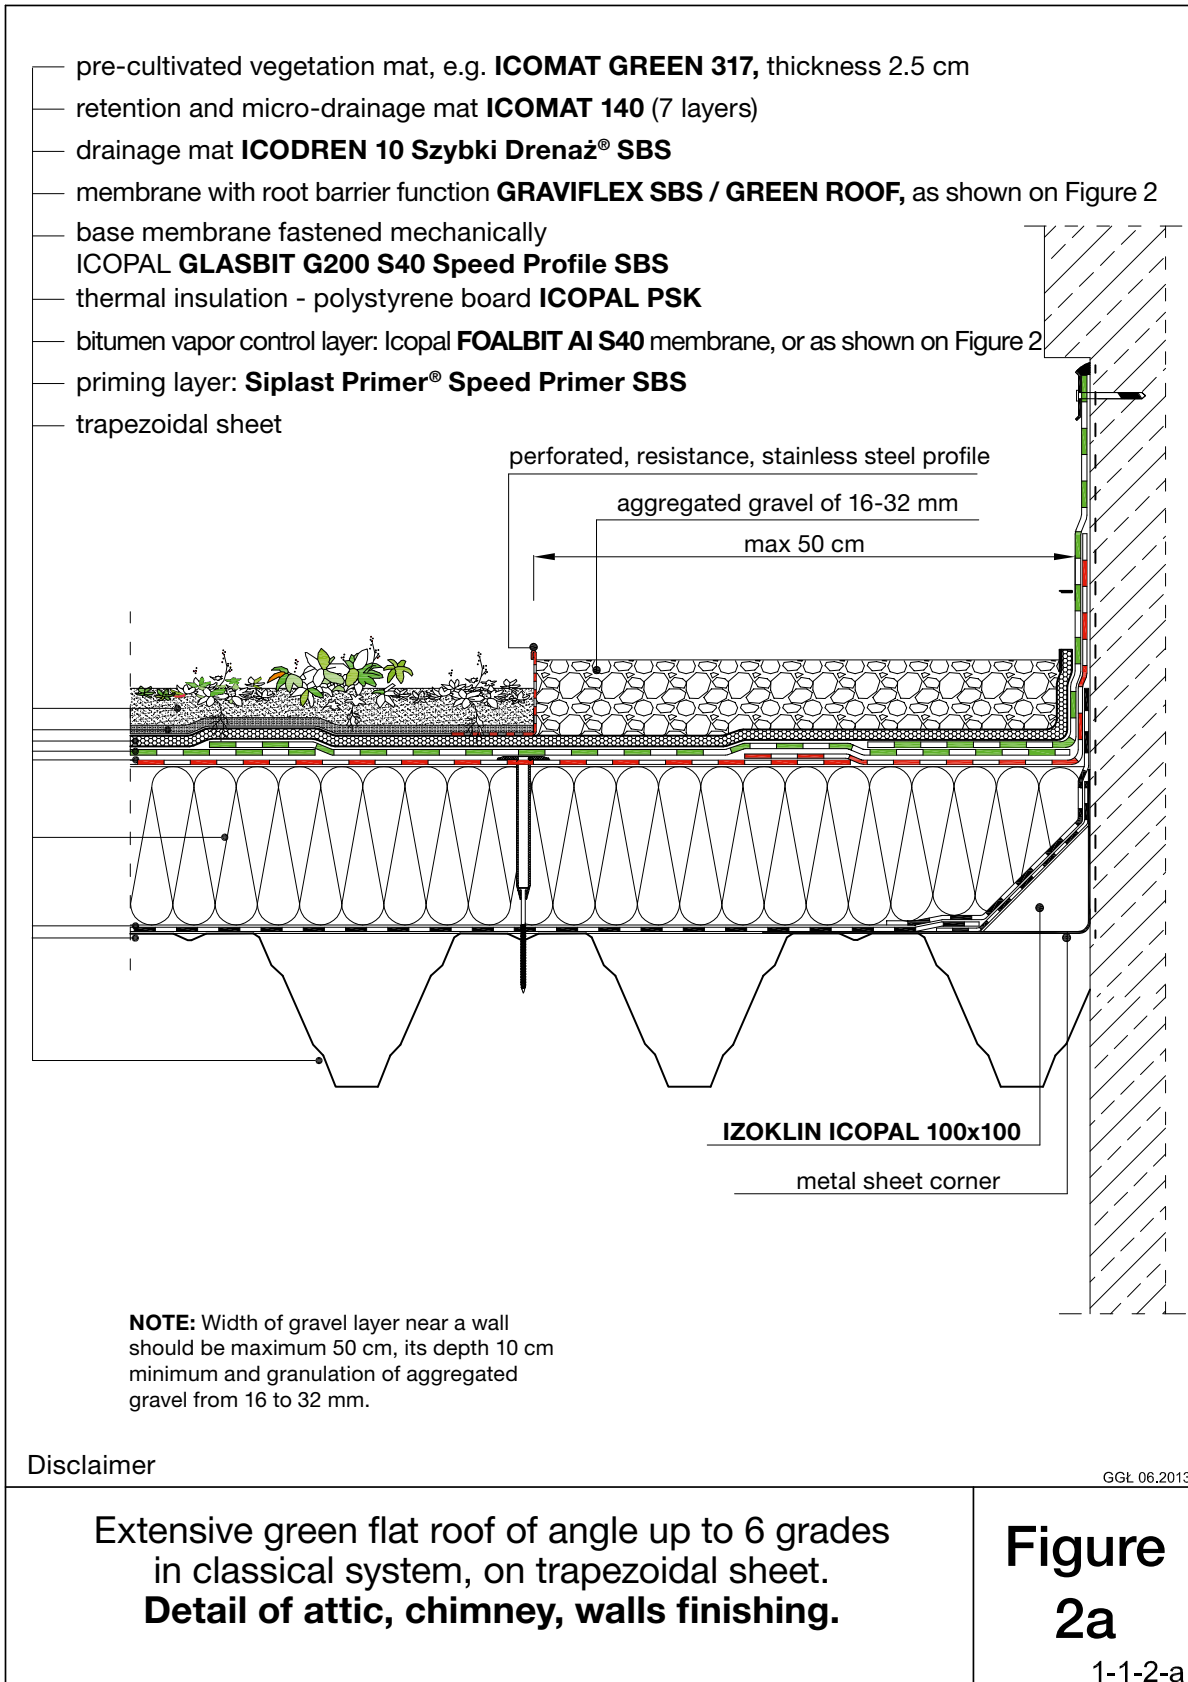 pre-cultivated vegetation mat, e.g. ICOMAT GREEN 317, thickness 2.5 cm
retention and micro-drainage mat ICOMAT 140 (7 layers)
drainage mat ICODREN 10 Szybki Drenaż® SBS
membrane with root barrier function GRAVIFLEX SBS / GREEN ROOF, as shown on Figure 2
base membrane fastened mechanically
ICOPAL GLASBIT G200 S40 Speed Profile SBS
thermal insulation - polystyrene board ICOPAL PSK
bitumen vapor control layer: Icopal FOALBIT Al S40 membrane, or as shown on Figure 2
priming layer: Siplast Primer® Speed Primer SBS
trapezoidal sheet
perforated, resistance, stainless steel profile
aggregated gravel of 16-32 mm
max 50 cm
IZOKLIN ICOPAL 100x100
metal sheet corner
NOTE: Width of gravel layer near a wall
should be maximum 50 cm, its depth 10 cm
minimum and granulation of aggregated
gravel from 16 to 32 mm.
Disclaimer
GGŁ 06.2013
Extensive green flat roof of angle up to 6 grades
in classical system, on trapezoidal sheet.
Detail of attic, chimney, walls finishing.
Figure
2a
1-1-2-a